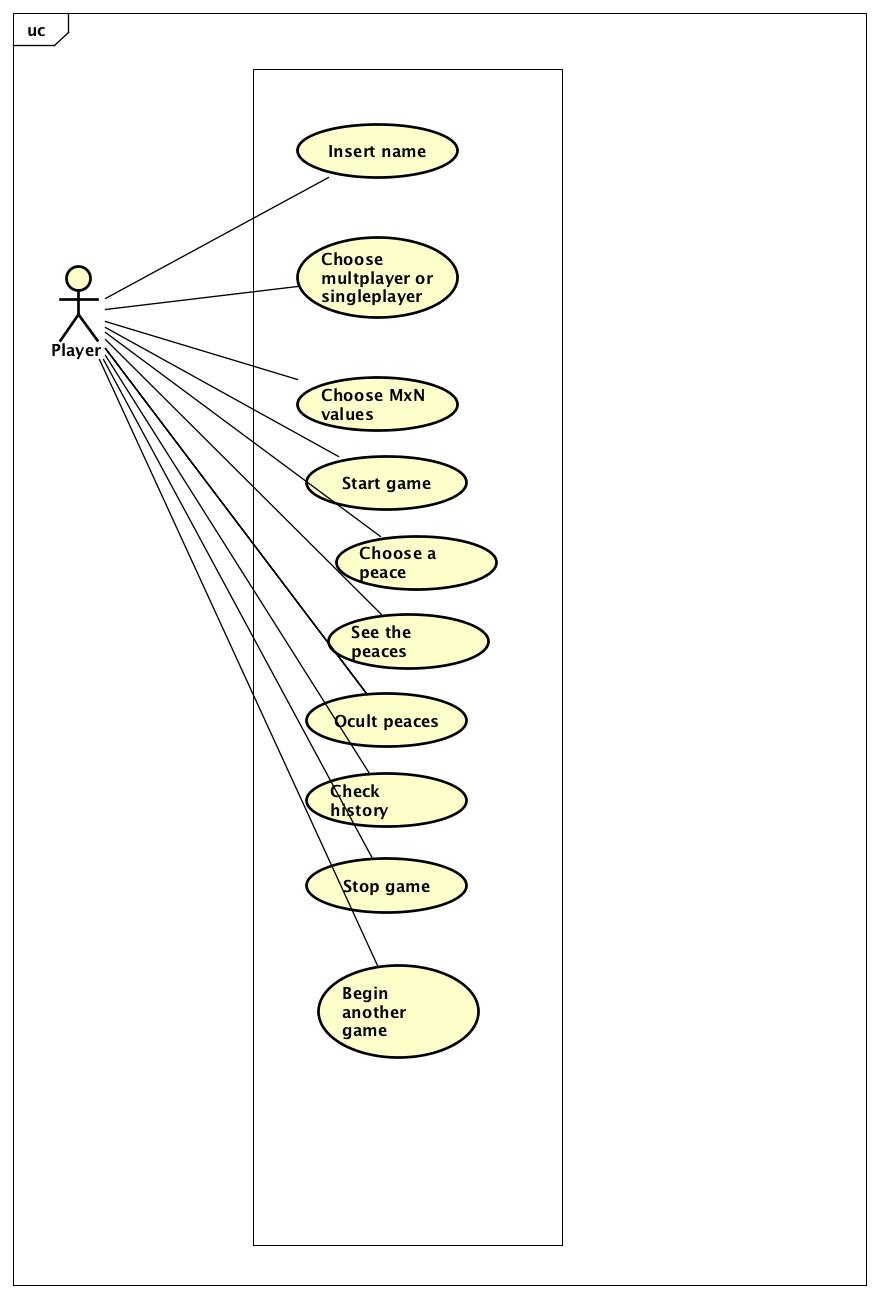 uc
Insert name
Choose
multplayer or
singleplayer
Player
Choose MxN
values
Start game
Choose a
peace
See the
peaces
Ocult peaces
Check
history
Stop game
Begin
another
game